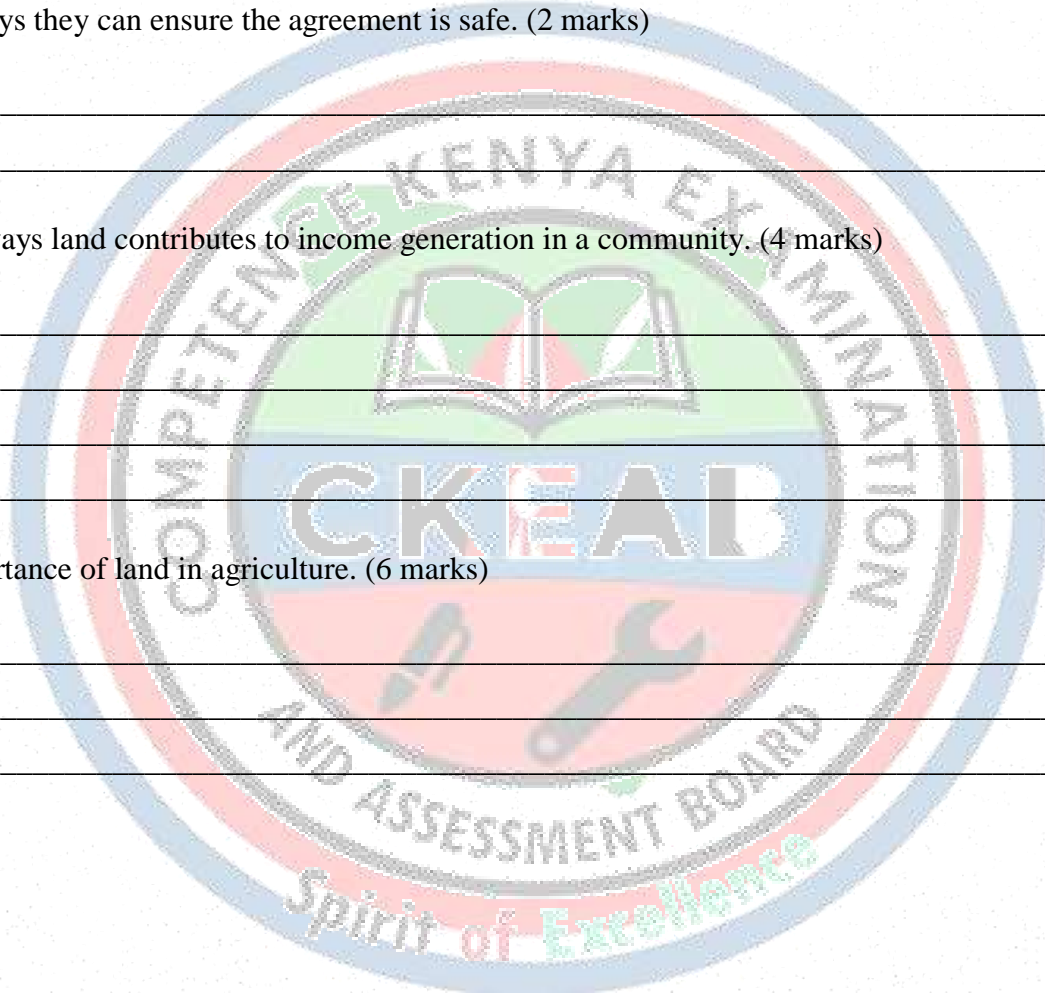 ys they can ensure the agreement is safe. (2 marks)
ays land contributes to income generation in a community. (4 marks)
rtance of land in agriculture. (6 marks)
COMPETENCE KENYA EXAMINATION
AND ASSESSMENT BOARD
CKEAB
Spirit of Excellence